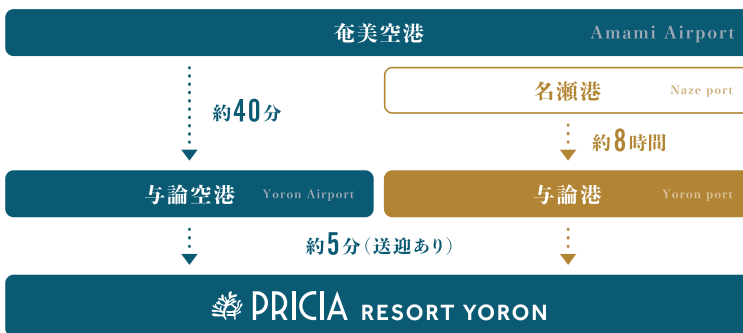 奄美空港 Amami Airport
約40分
名瀬港 Naze port
約8時間
与論空港 Yoron Airport
与論港 Yoron port
約5分(送迎あり)
PRICIA RESORT YORON